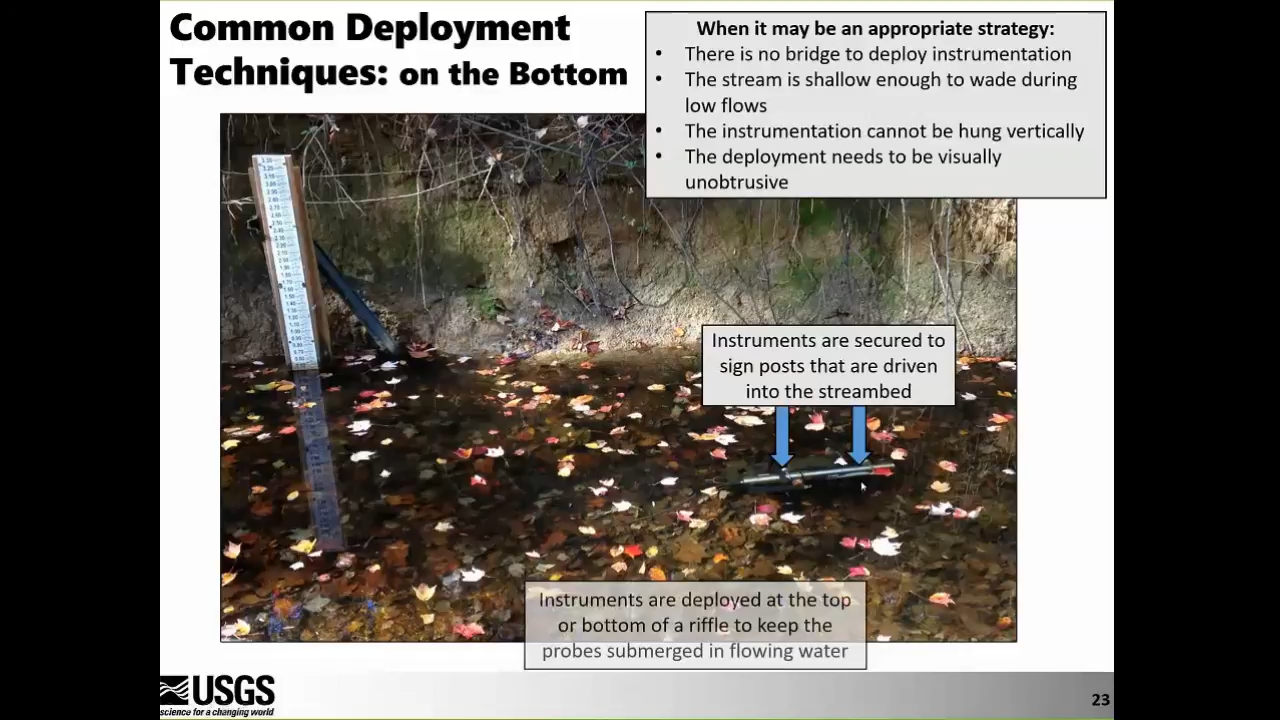 Common Deployment
Techniques: on the Bottom
When it may be an appropriate strategy:
• There is no bridge to deploy instrumentation
• The stream is shallow enough to wade during
low flows
• The instrumentation cannot be hung vertically
• The deployment needs to be visually
unobtrusive
Instruments are secured to
sign posts that are driven
into the streambed
Instruments are deployed at the top
or bottom of a riffle to keep the
probes submerged in flowing water
USGS
science for a changing world
23